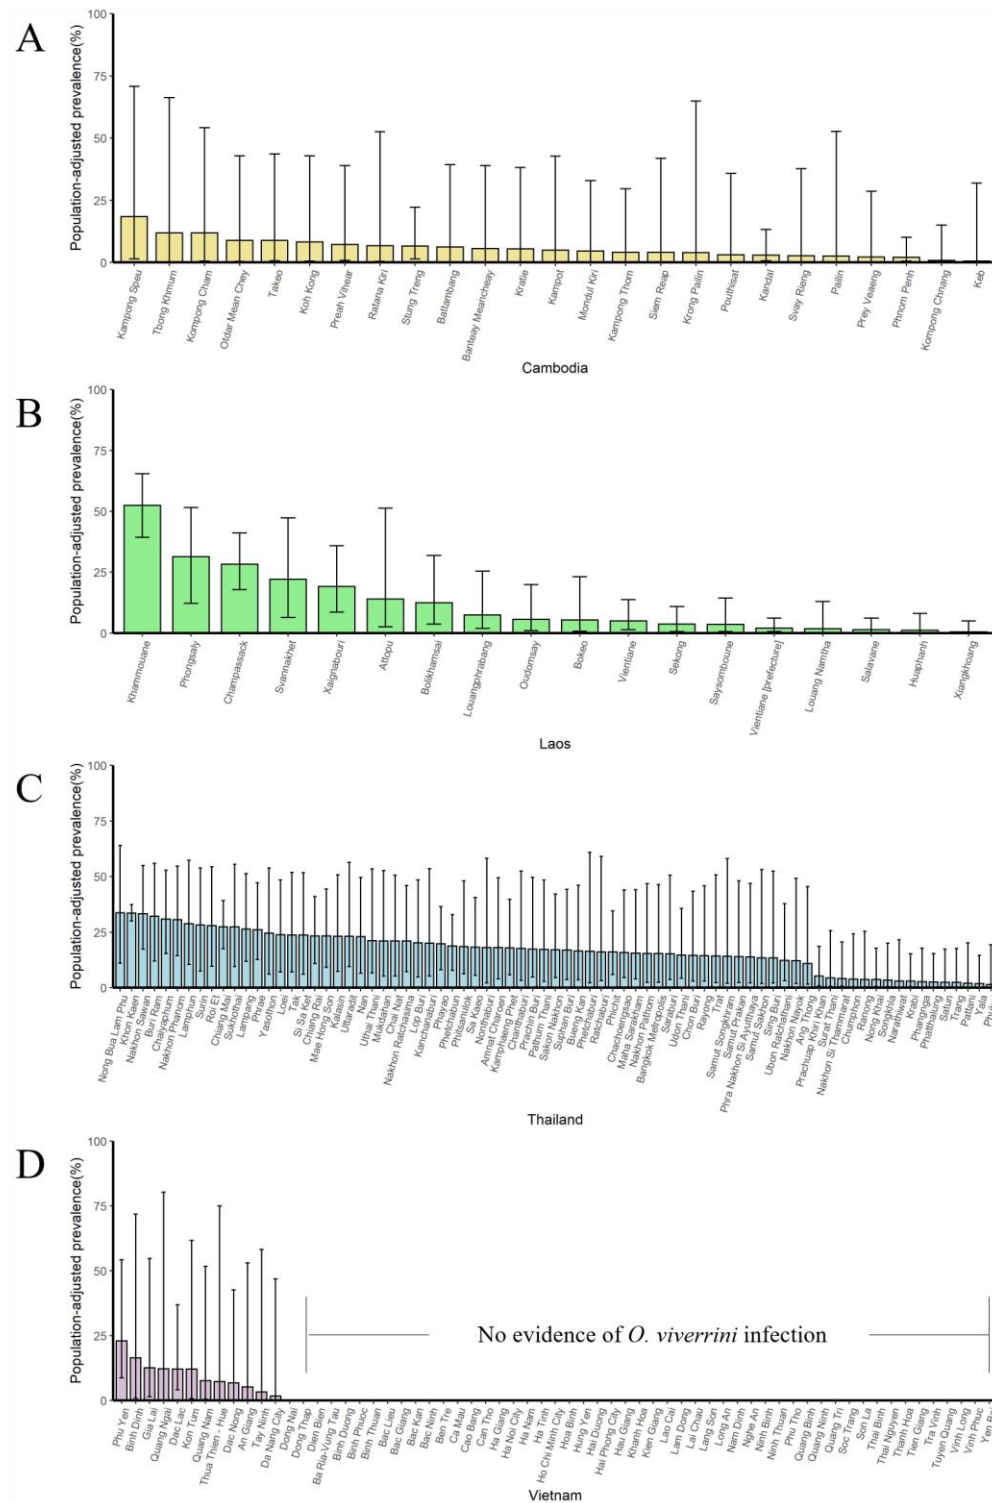 A
Population-adjusted prevalence(%)
100
75
50
25
0
Kampong Speu
Tbong Khmum
Kompong Cham
Otdar Mean Chey
Takeo
Koh Kong
Preah Vihear
Ratana Kiri
Stung Treng
Battambang
Banteay Meanchey
Kratie
Kampot
Mondul Kiri
Kampong Thom
Siem Reap
Krong Pailin
Pouthisat
Kandal
Svay Rieng
Pailin
Prey Veaeng
Phnom Penh
Kompong Chnang
Keb
Cambodia
B
Population-adjusted prevalence(%)
100
75
50
25
0
Khammouane
Phongsaly
Champassack
Svannakhet
Xaignabouri
Attopu
Bolikhamsai
Louangphrabang
Oudomsay
Bokeo
Vientiane
Sekong
Saysomboune
Vientiane [prefecture]
Louang Namtha
Salavane
Huaphanh
Xiangkhoang
Laos
C
Population-adjusted prevalence(%)
100
75
50
25
0
Nong Bua Lam Phu
Khon Kaen
Nakhon Sawan
Buri Ram
Chaiyaphum
Nakhon Phanom
Lamphun
Surin
Roi Et
Chiang Mai
Sukhothai
Lampang
Phrae
Yasothon
Loei
Tak
Si Sa Ket
Chiang Rai
Mae Hong Son
Kalasin
Uttaradit
Nan
Uthai Thani
Mukdahan
Chai Nat
Nakhon Ratchasima
Lop Buri
Kanchanaburi
Phayao
Phetchabun
Phitsanulok
Sa Kaeo
Nonthaburi
Amnat Charoen
Kamphaeng Phet
Chanthaburi
Prachin Buri
Pathum Thani
Sakon Nakhon
Suphan Buri
Bung Kan
Phetchaburi
Ratchaburi
Phichit
Chachoengsao
Maha Sarakham
Nakhon Pathom
Bangkok Metropolis
Saraburi
Udon Thani
Chon Buri
Rayong
Trat
Samut Songkhram
Samut Prakan
Phra Nakhon Si Ayutthaya
Samut Sakhon
Sing Buri
Ubon Ratchathani
Nakhon Nayok
Ang Thong
Prachuap Khiri Khan
Surat Thani
Nakhon Si Thammarat
Chumphon
Ranong
Nong Khai
Songkhla
Narathiwat
Krabi
Phangnga
Phatthalung
Satun
Trang
Pattani
Yala
Thailand
D
Population-adjusted prevalence(%)
100
75
50
25
0
No evidence of O. viverrini infection
Phu Yen
Binh Dinh
Gia Lai
Quang Ngai
Dac Lac
Kon Tum
Quang Nam
Thua Thien - Hue
Dac Nong
An Giang
Tay Ninh
Da Nang City
Dong Nai
Dong Thap
Dien Bien
Ba Ria-Vung Tau
Binh Duong
Binh Phuoc
Binh Thuan
Bac Lieu
Bac Giang
Bac Kan
Bac Ninh
Ben Tre
Ca Mau
Cao Bang
Can Tho
Ha Giang
Ha Noi City
Ha Nam
Ha Tinh
Ho Chi Minh City
Hoa Binh
Hung Yen
Hai Duong
Hai Phong City
Hau Giang
Khanh Hoa
Kien Giang
Lao Cai
Lam Dong
Lai Chau
Lang Son
Long An
Nam Dinh
Nghe An
Ninh Binh
Ninh Thuan
Phu Tho
Quang Binh
Quang Ninh
Quang Tri
Soc Trang
Son La
Thai Binh
Thai Nguyen
Thanh Hoa
Tien Giang
Tra Vinh
Tuyen Quang
Vinh Long
Vinh Phuc
Vietnam